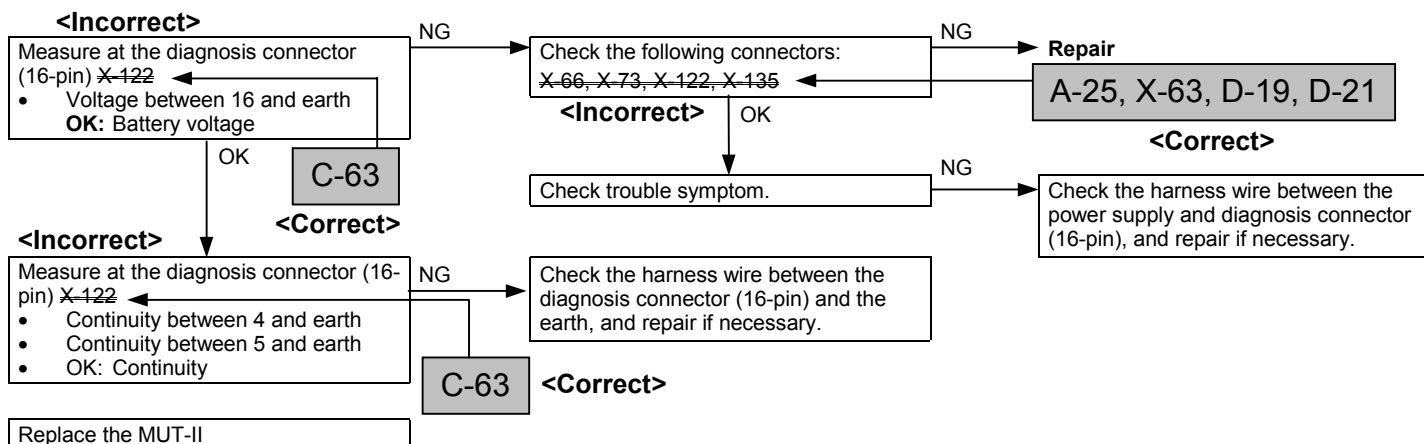 <Incorrect>
Measure at the diagnosis connector
(16-pin) X-122
• Voltage between 16 and earth
OK: Battery voltage
NG
Check the following connectors:
X-66, X-73, X-122, X-135
<Incorrect>
NG
Repair
A-25, X-63, D-19, D-21
<Correct>
OK
C-63
<Correct>
OK
Check trouble symptom.
NG
Check the harness wire between the
power supply and diagnosis connector
(16-pin), and repair if necessary.
<Incorrect>
Measure at the diagnosis connector (16-
pin) X-122
• Continuity between 4 and earth
• Continuity between 5 and earth
• OK: Continuity
NG
Check the harness wire between the
diagnosis connector (16-pin) and the
earth, and repair if necessary.
C-63
<Correct>
Replace the MUT-II